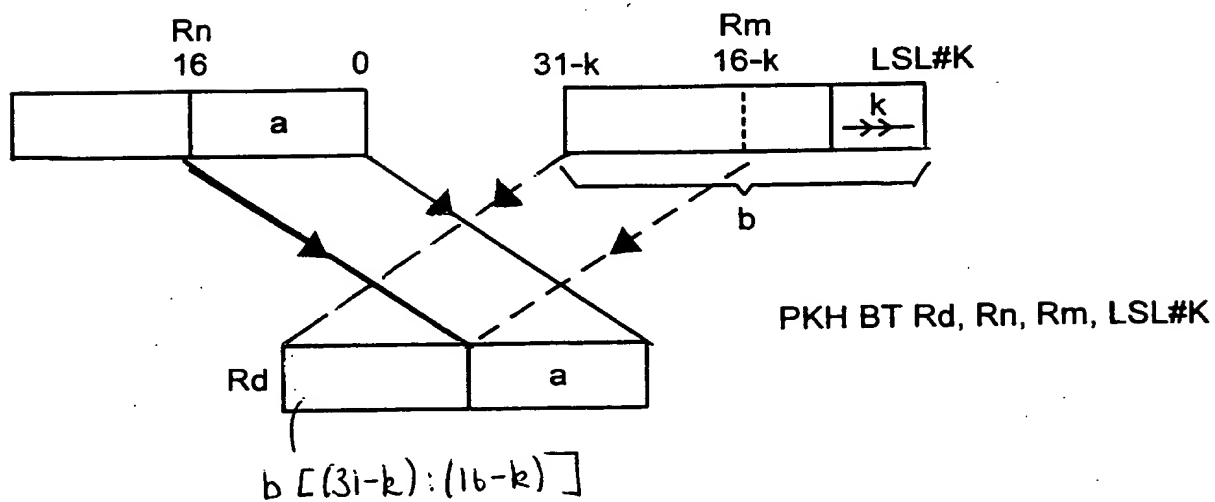 Rn Rm
16 0 31-k 16-k LSL#K
a k
b
PKH BT Rd, Rn, Rm, LSL#K
Rd a
b [(31-k):(16-k)]